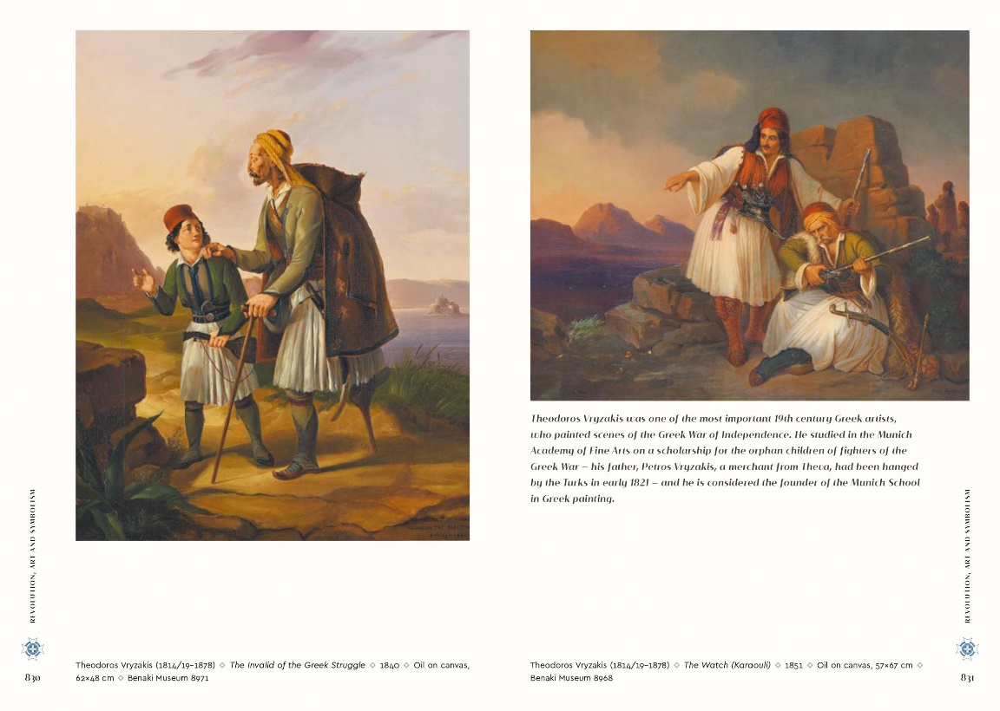 REVOLUTION, ART AND SYMBOLISM
830
Theodoros Vryzakis (1814/19–1878) ◇ The Invalid of the Greek Struggle ◇ 1840 ◇ Oil on canvas,
62×48 cm ◇ Benaki Museum 8971
Theodoros Vryzakis was one of the most important 19th century Greek artists,
who painted scenes of the Greek War of Independence. He studied in the Munich
Academy of Fine Arts on a scholarship for the orphan children of fighters of the
Greek War – his father, Petros Vryzakis, a merchant from Theva, had been hanged
by the Turks in early 1821 – and he is considered the founder of the Munich School
in Greek painting.
Theodoros Vryzakis (1814/19–1878) ◇ The Watch (Karaouli) ◇ 1851 ◇ Oil on canvas, 57×67 cm ◇
Benaki Museum 8968
REVOLUTION, ART AND SYMBOLISM
831